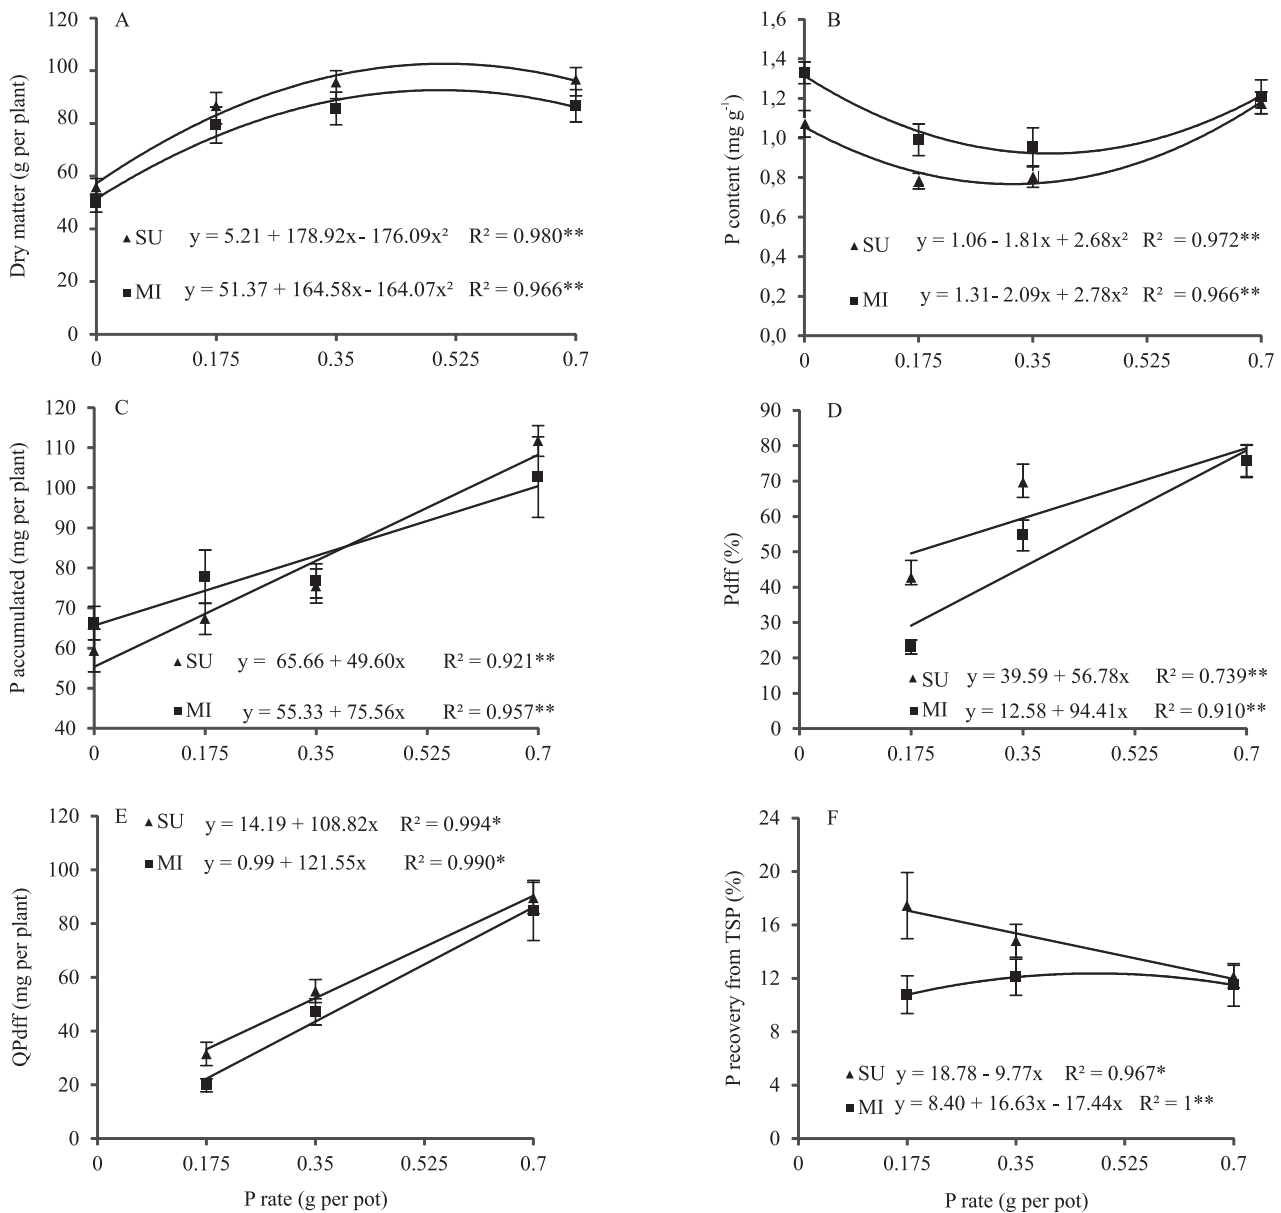 A
Dry matter (g per plant)
120
100
80
60
40
20
0
SU y = 5.21 + 178.92x - 176.09x² R² = 0.980**
MI y = 51.37 + 164.58x - 164.07x² R² = 0.966**
0 0.175 0.35 0.525 0.7
B
P content (mg g⁻¹)
1,6
1,4
1.2
1.0
0,8
0,6
0,4
0,2
0,0
SU y = 1.06 - 1.81x + 2.68x² R² = 0.972**
MI y = 1.31- 2.09x + 2.78x² R² = 0.966**
0 0.175 0.35 0.525 0.7
C
P accumulated (mg per plant)
120
110
100
90
80
70
60
50
40
SU y = 65.66 + 49.60x R² = 0.921**
MI y = 55.33 + 75.56x R² = 0.957**
0 0.175 0.35 0.525 0.7
D
Pdff (%)
90
80
70
60
50
40
30
20
10
0
SU y = 39.59 + 56.78x R² = 0.739**
MI y = 12.58 + 94.41x R² = 0.910**
0 0.175 0.35 0.525 0.7
E
QPdff (mg per plant)
120
100
80
60
40
20
0
SU y = 14.19 + 108.82x R² = 0.994*
MI y = 0.99 + 121.55x R² = 0.990*
0 0.175 0.35 0.525 0.7
P rate (g per pot)
F
P recovery from TSP (%)
24
20
16
12
8
4
0
SU y = 18.78 - 9.77x R² = 0.967*
MI y = 8.40 + 16.63x - 17.44x R² = 1**
0 0.175 0.35 0.525 0.7
P rate (g per pot)